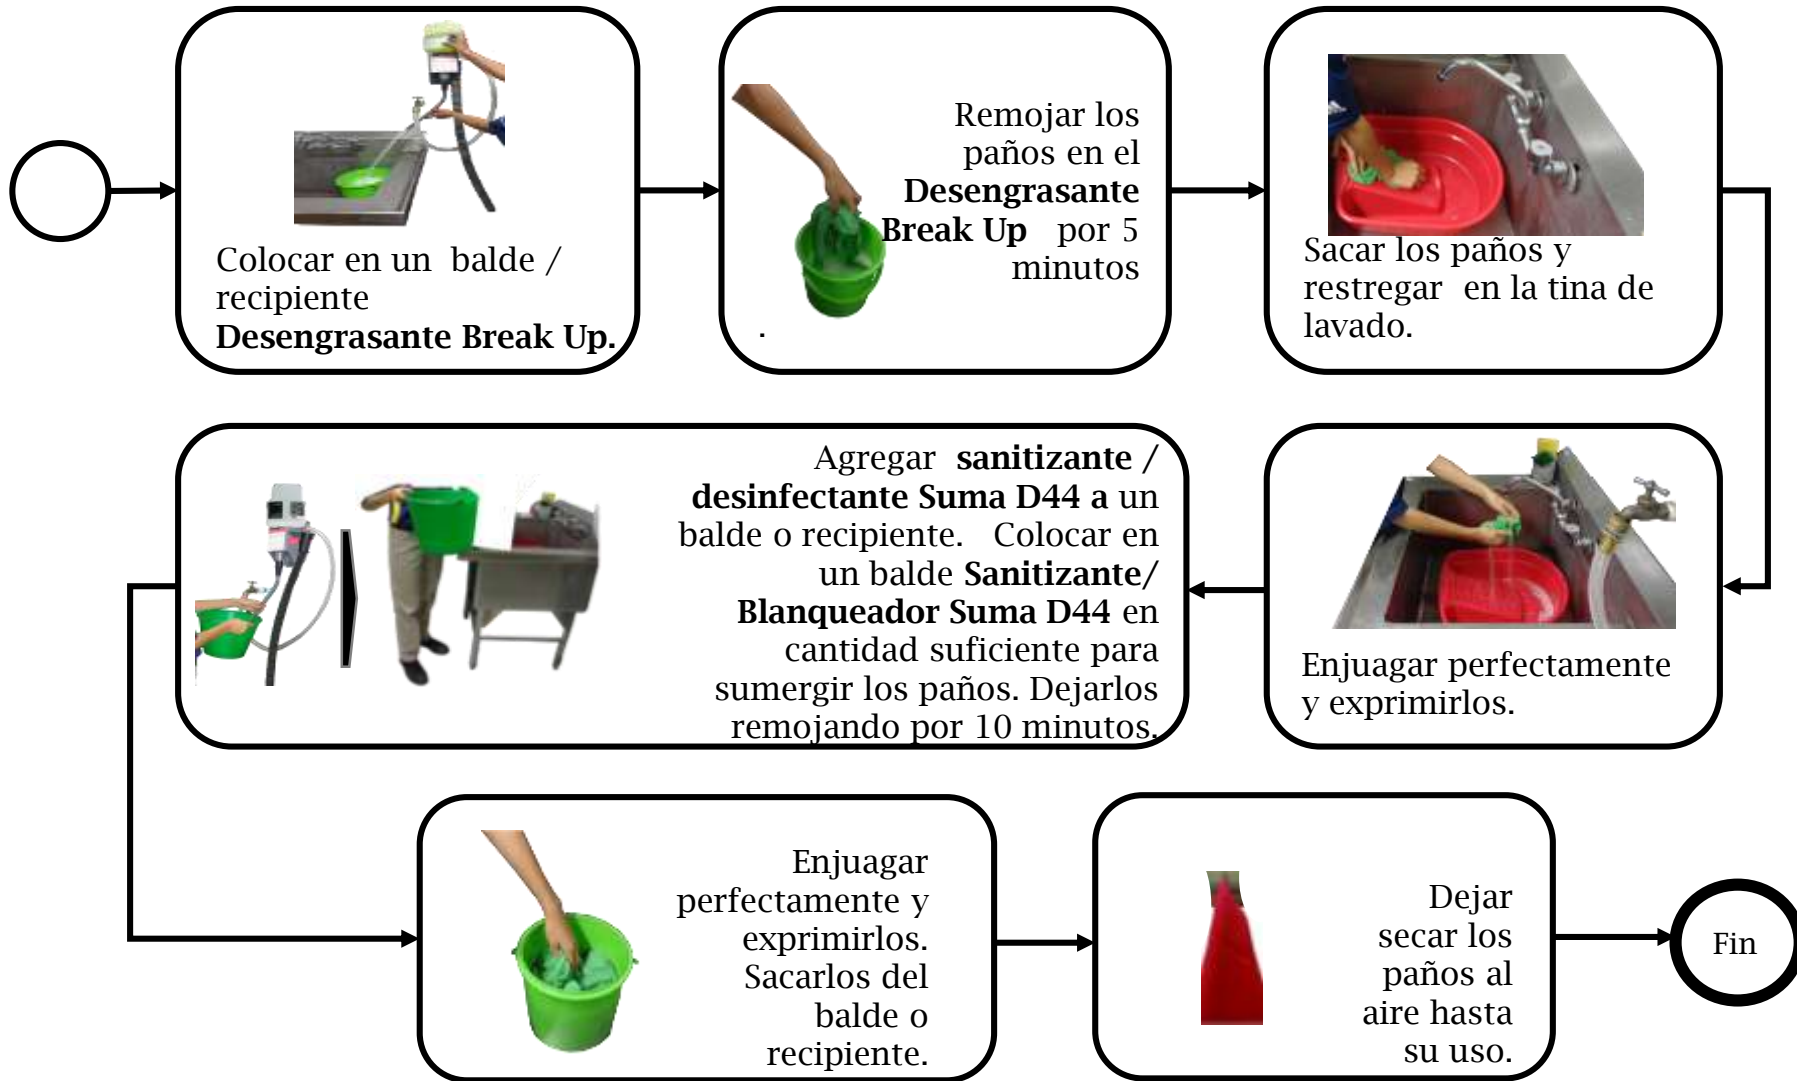 Colocar en un balde /
recipiente
Desengrasante Break Up.
Remojar los
paños en el
Desengrasante
Break Up por 5
minutos
.
Sacar los paños y
restregar en la tina de
lavado.
Enjuagar perfectamente
y exprimirlos.
Agregar sanitizante /
desinfectante Suma D44 a un
balde o recipiente. Colocar en
un balde Sanitizante/
Blanqueador Suma D44 en
cantidad suficiente para
sumergir los paños. Dejarlos
remojando por 10 minutos.
Enjuagar
perfectamente y
exprimirlos.
Sacarlos del
balde o
recipiente.
Dejar
secar los
paños al
aire hasta
su uso.
Fin